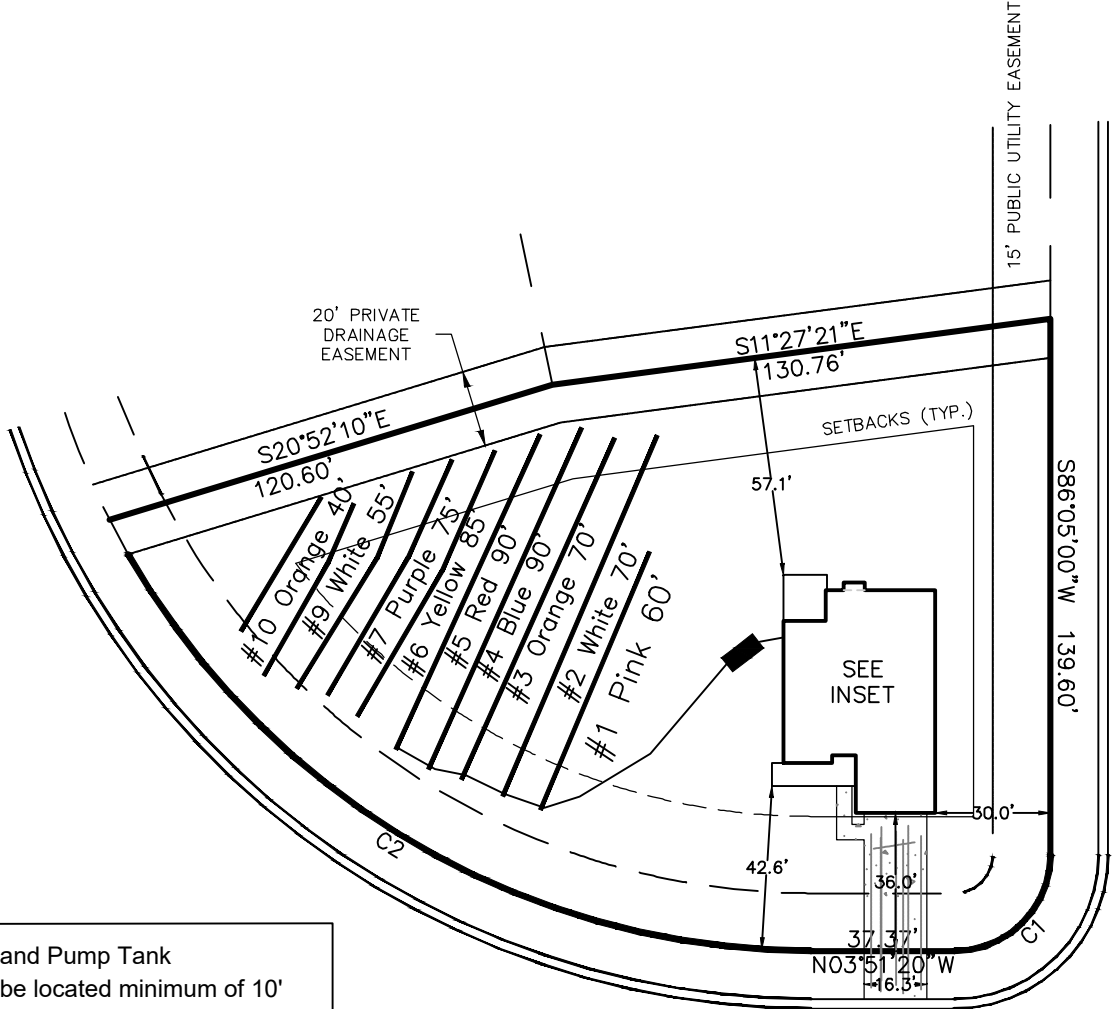 15' PUBLIC UTILITY EASEMENT
20' PRIVATE
DRAINAGE
EASEMENT
S11°27'21"E
130.76'
S20°52'10"E
120.60'
SETBACKS (TYP.)
57.1'
S86°05'00"W 139.60'
#10 Orange 40'
#9 White 55'
#7 Purple 75'
#6 Yellow 85'
#5 Red 90'
#4 Blue 90'
#3 Orange 70'
#2 White 70'
#1 Pink 60'
SEE
INSET
30.0'
42.6'
36.0'
C2
C1
37.37'
N03°51'20"W
16.3'
and Pump Tank
be located minimum of 10'